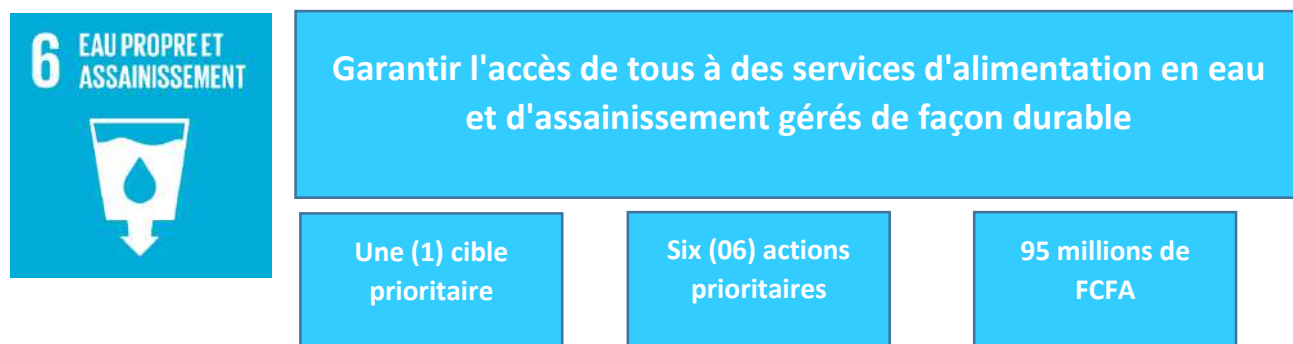 6 EAU PROPRE ET
ASSAINISSEMENT
Garantir l'accès de tous à des services d'alimentation en eau
et d'assainissement gérés de façon durable
Une (1) cible
prioritaire
Six (06) actions
prioritaires
95 millions de
FCFA